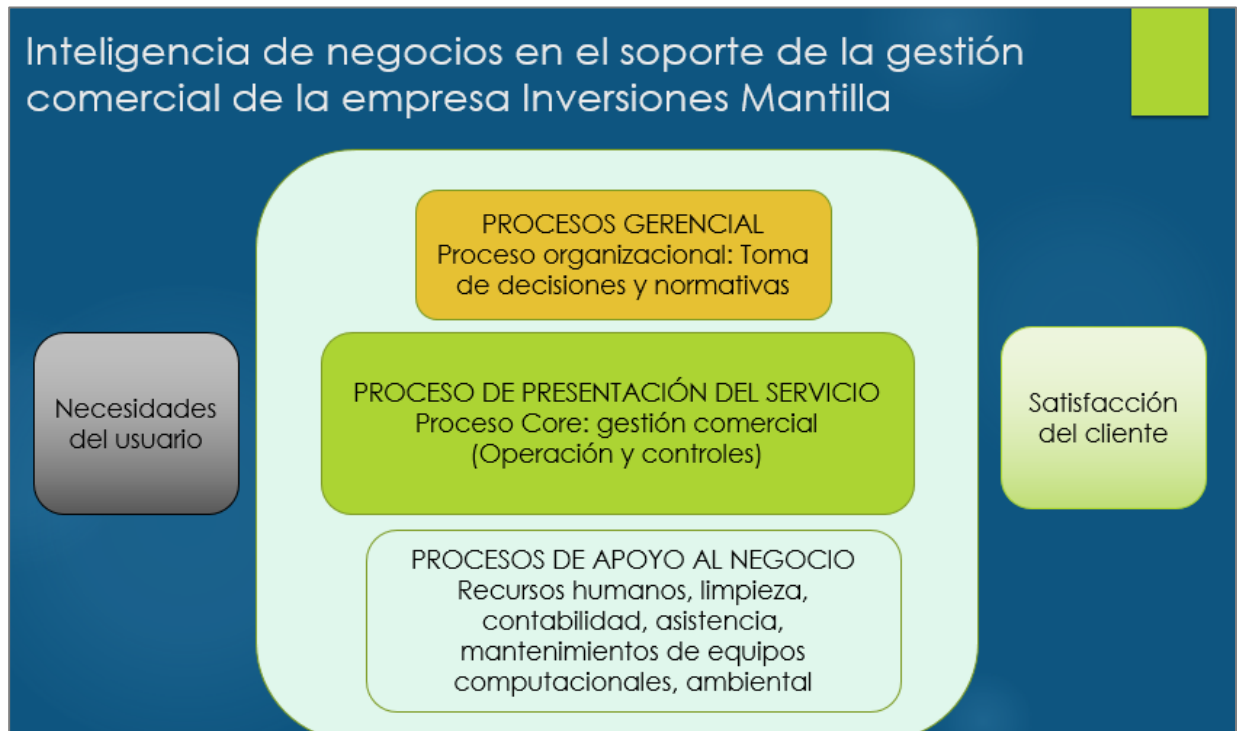 Inteligencia de negocios en el soporte de la gestión
comercial de la empresa Inversiones Mantilla
PROCESOS GERENCIAL
Proceso organizacional: Toma
de decisiones y normativas
Necesidades
del usuario
PROCESO DE PRESENTACIÓN DEL SERVICIO
Proceso Core: gestión comercial
(Operación y controles)
Satisfacción
del cliente
PROCESOS DE APOYO AL NEGOCIO
Recursos humanos, limpieza,
contabilidad, asistencia,
mantenimientos de equipos
computacionales, ambiental